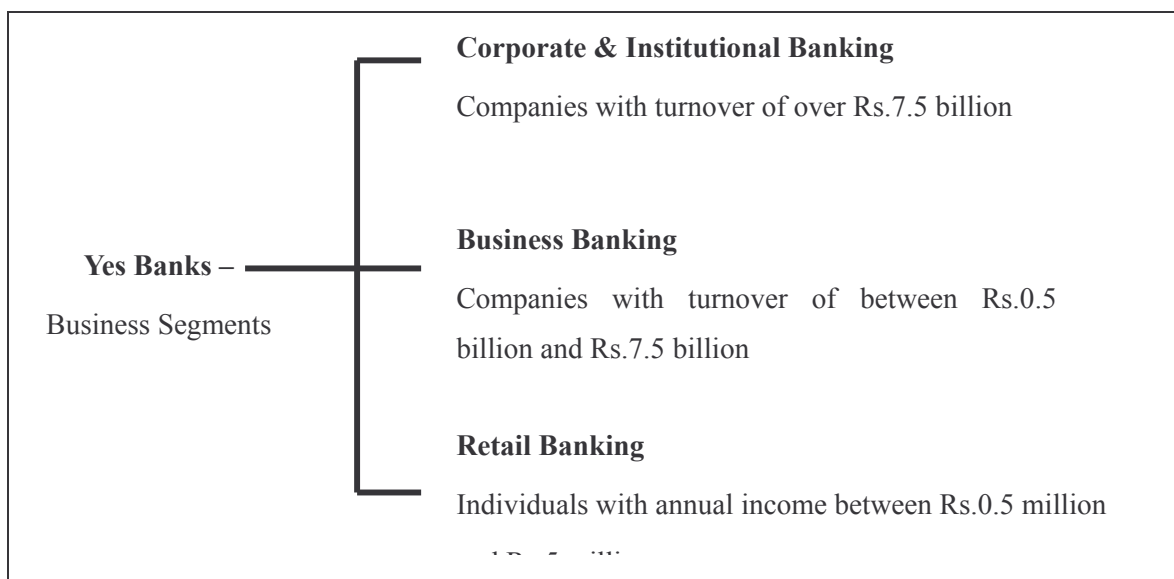 Corporate & Institutional Banking
Companies with turnover of over Rs.7.5 billion
Yes Banks –
Business Segments
Business Banking
Companies with turnover of between Rs.0.5
billion and Rs.7.5 billion
Retail Banking
Individuals with annual income between Rs.0.5 million